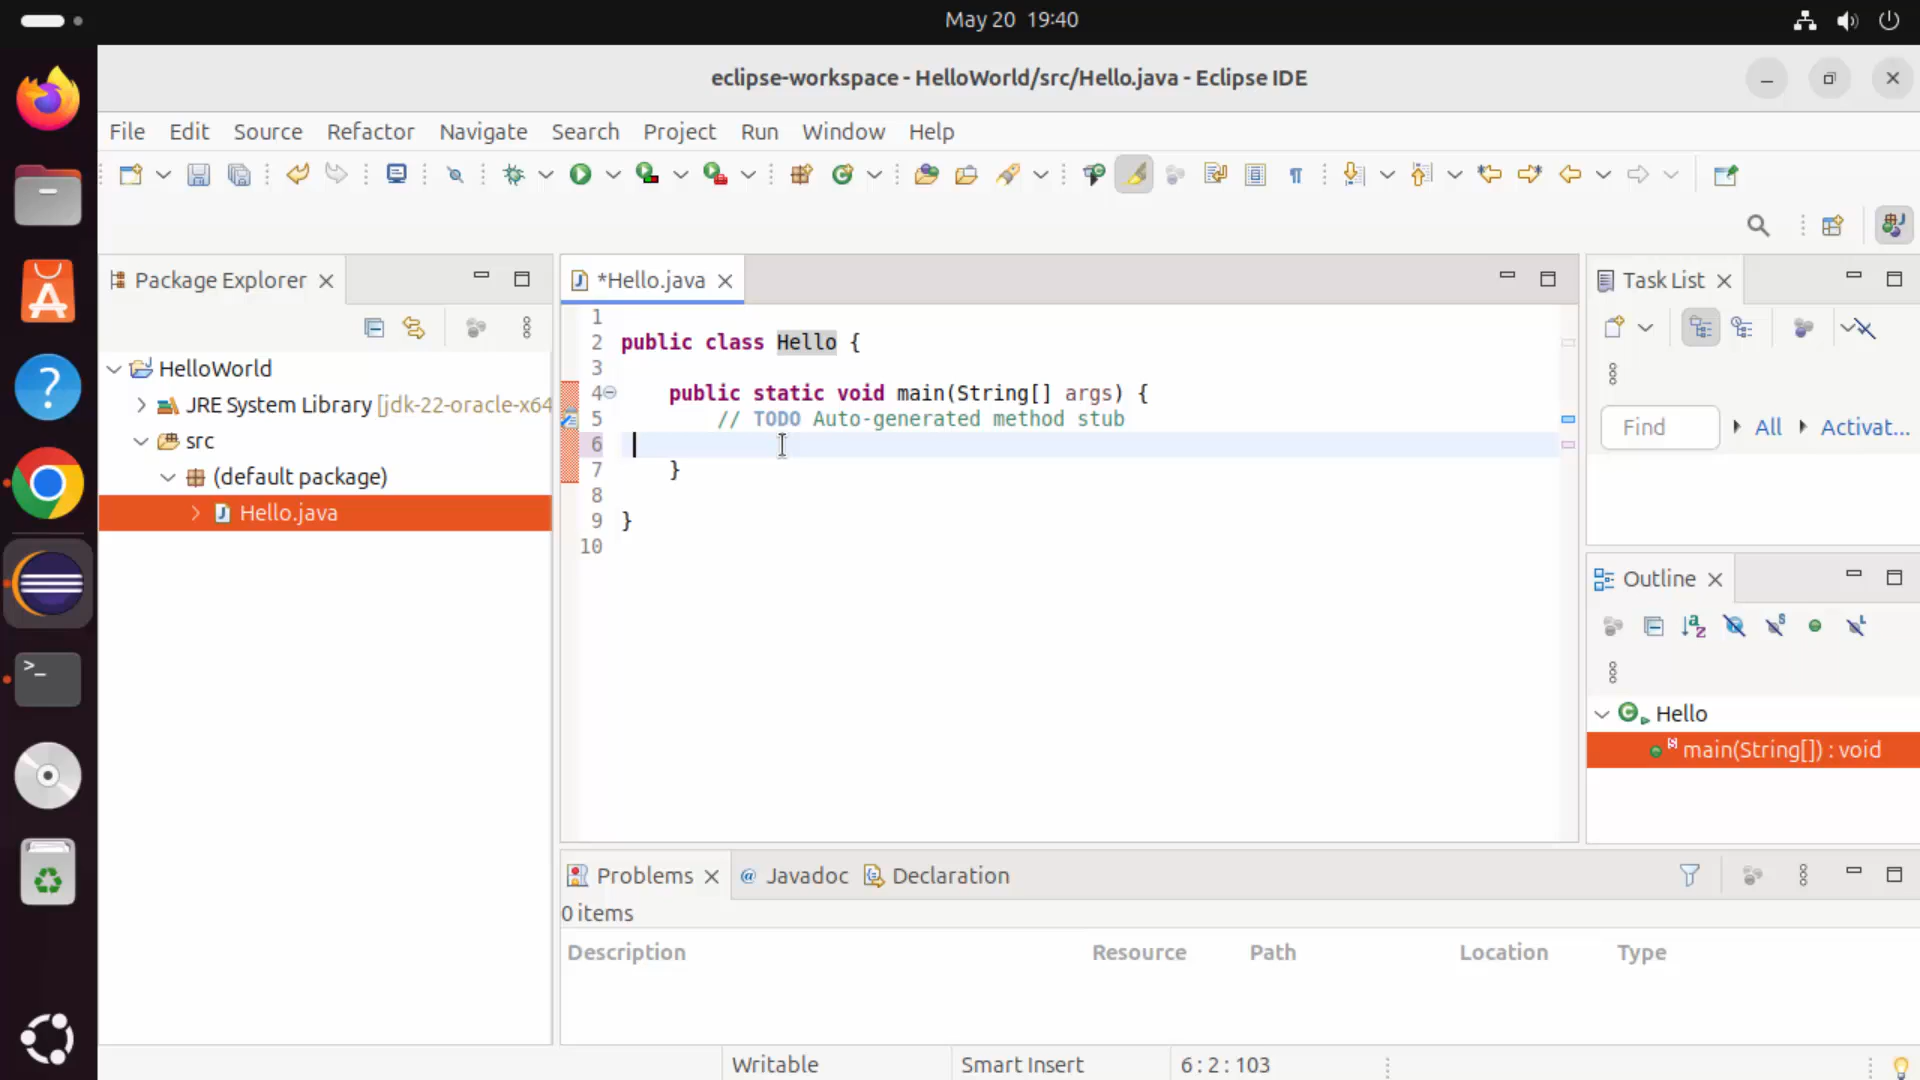 May 20 19:40
eclipse-workspace - HelloWorld/src/Hello.java - Eclipse IDE
File Edit Source Refactor Navigate Search Project Run Window Help
Package Explorer
HelloWorld
JRE System Library [jdk-22-oracle-x64
src
(default package)
Hello.java
*Hello.java
1
2 public class Hello {
3
4 public static void main(String[] args) {
5 // TODO Auto-generated method stub
6
7 }
8
9 }
10
Task List
Find All Activat...
Outline
Hello
main(String[]) : void
Problems Javadoc Declaration
0 items
Description Resource Path Location Type
Writable Smart Insert 6 : 2 : 103